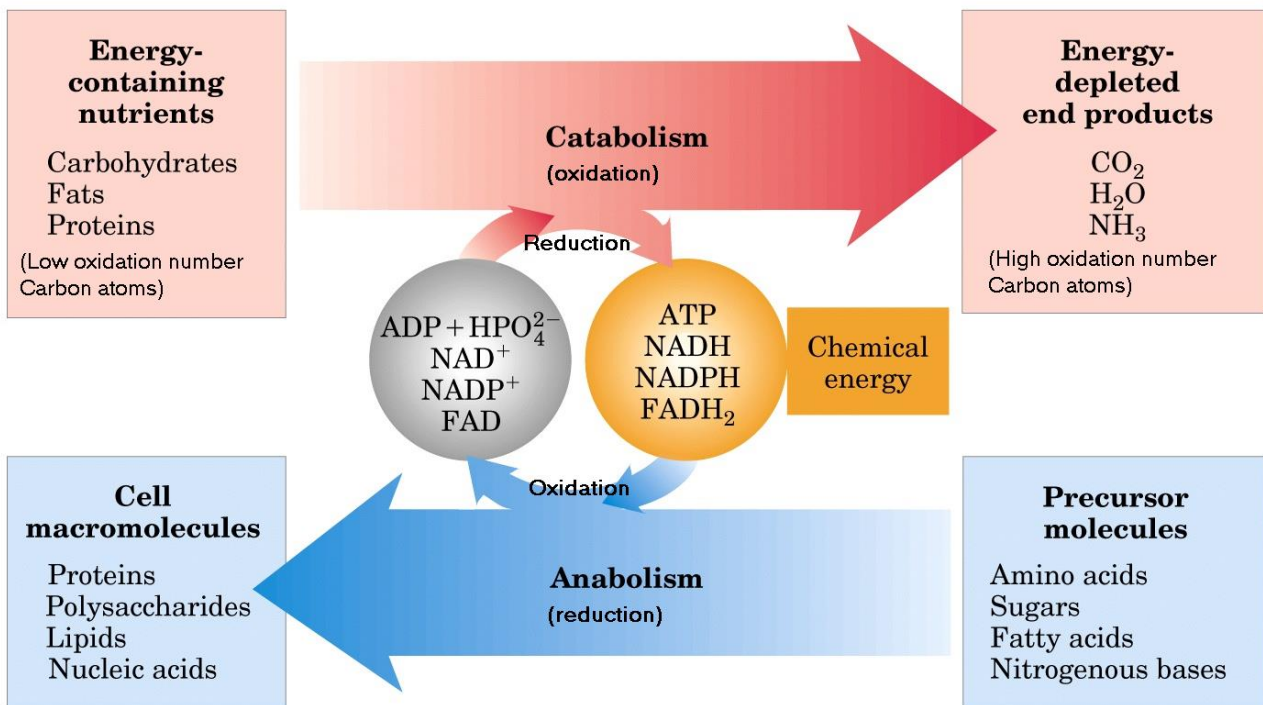 Energy-
containing
nutrients
Carbohydrates
Fats
Proteins
(Low oxidation number
Carbon atoms)
Catabolism
(oxidation)
Energy-
depleted
end products
CO₂
H₂O
NH₃
(High oxidation number
Carbon atoms)
Reduction
ADP + HPO₄²⁻
NAD⁺
NADP⁺
FAD
ATP
NADH
NADPH
FADH₂
Chemical
energy
Oxidation
Cell
macromolecules
Proteins
Polysaccharides
Lipids
Nucleic acids
Anabolism
(reduction)
Precursor
molecules
Amino acids
Sugars
Fatty acids
Nitrogenous bases